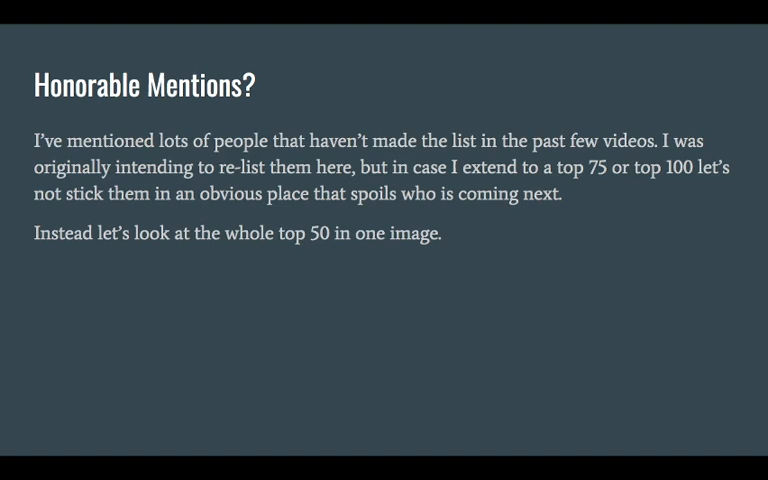 Honorable Mentions?
I've mentioned lots of people that haven't made the list in the past few videos. I was
originally intending to re-list them here, but in case I extend to a top 75 or top 100 let's
not stick them in an obvious place that spoils who is coming next.
Instead let's look at the whole top 50 in one image.